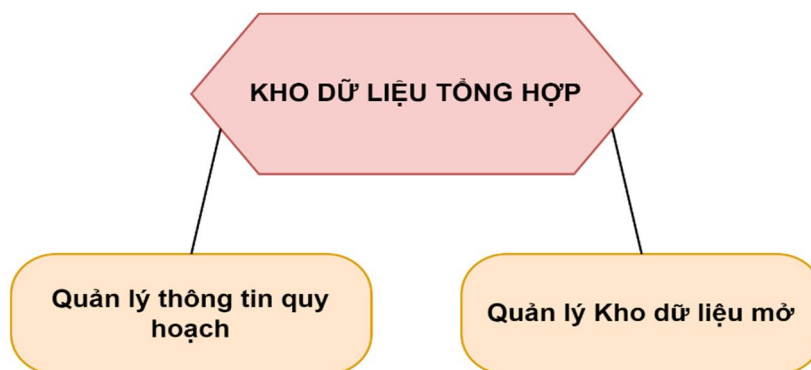 KHO DỮ LIỆU TỔNG HỢP
Quản lý thông tin quy
hoạch
Quản lý Kho dữ liệu mở